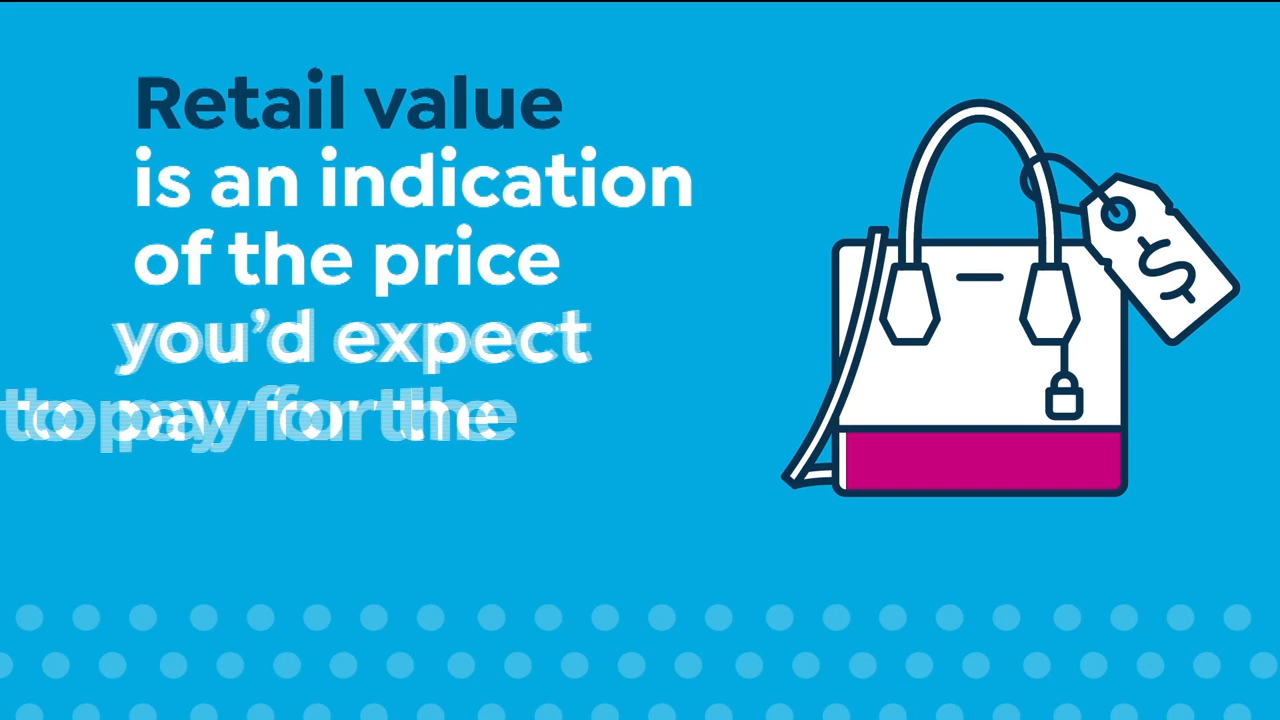 Retail value
is an indication
of the price
you'd expect
to pay for the
$